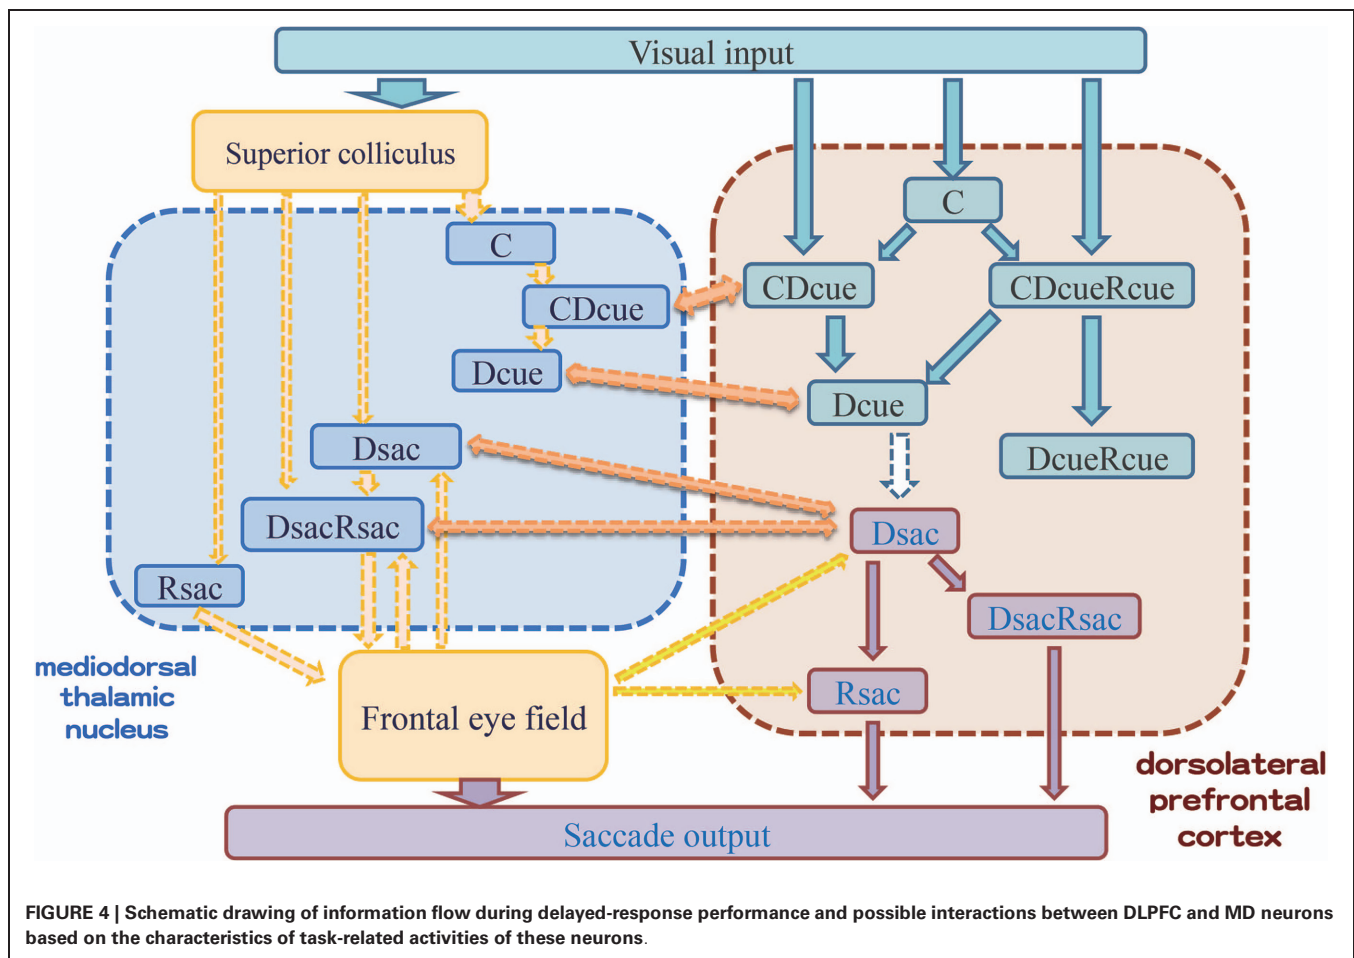 Visual input
Superior colliculus
C
C
CDcue
CDcue
CDcueRcue
Dcue
Dcue
Dsac
DcueRcue
DsacRsac
Dsac
Rsac
DsacRsac
mediodorsal
thalamic
nucleus
Frontal eye field
Rsac
dorsolateral
prefrontal
cortex
Saccade output
FIGURE 4 | Schematic drawing of information flow during delayed-response performance and possible interactions between DLPFC and MD neurons
based on the characteristics of task-related activities of these neurons.